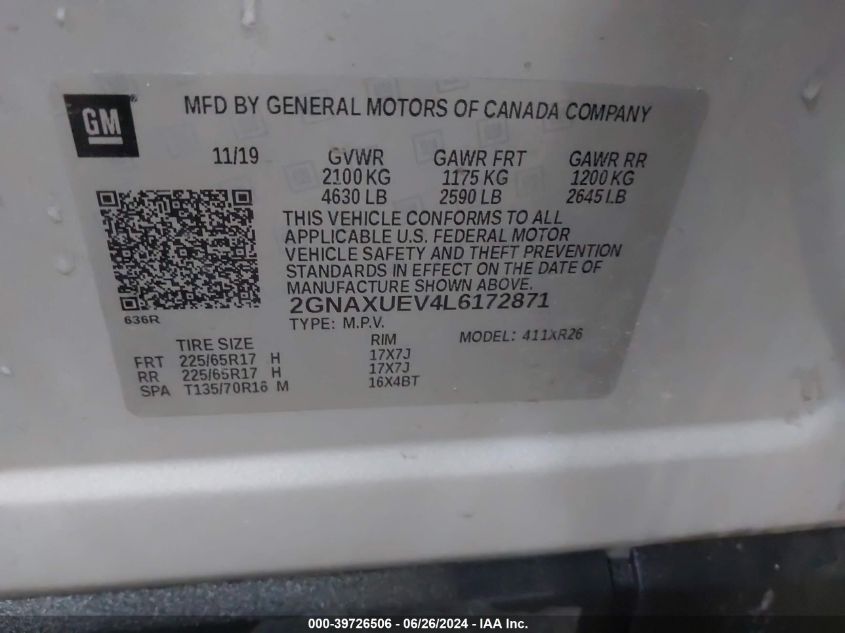 GM
MFD BY GENERAL MOTORS OF CANADA COMPANY
11/19 GVWR GAWR FRT GAWR RR
2100 KG 1175 KG 1200 KG
4630 LB 2590 LB 2645 LB
THIS VEHICLE CONFORMS TO ALL
APPLICABLE U.S. FEDERAL MOTOR
VEHICLE SAFETY AND THEFT PREVENTION
STANDARDS IN EFFECT ON THE DATE OF
MANUFACTURE SHOWN ABOVE.
2GNAXUEV4L6172871
636R
TYPE: M.P.V.
TIRE SIZE RIM MODEL: 411XR26
FRT 225/65R17 H 17X7J
RR 225/65R17 H 17X7J
SPA T135/70R16 M 16X4BT
000-39726506 - 06/26/2024 - IAA Inc.